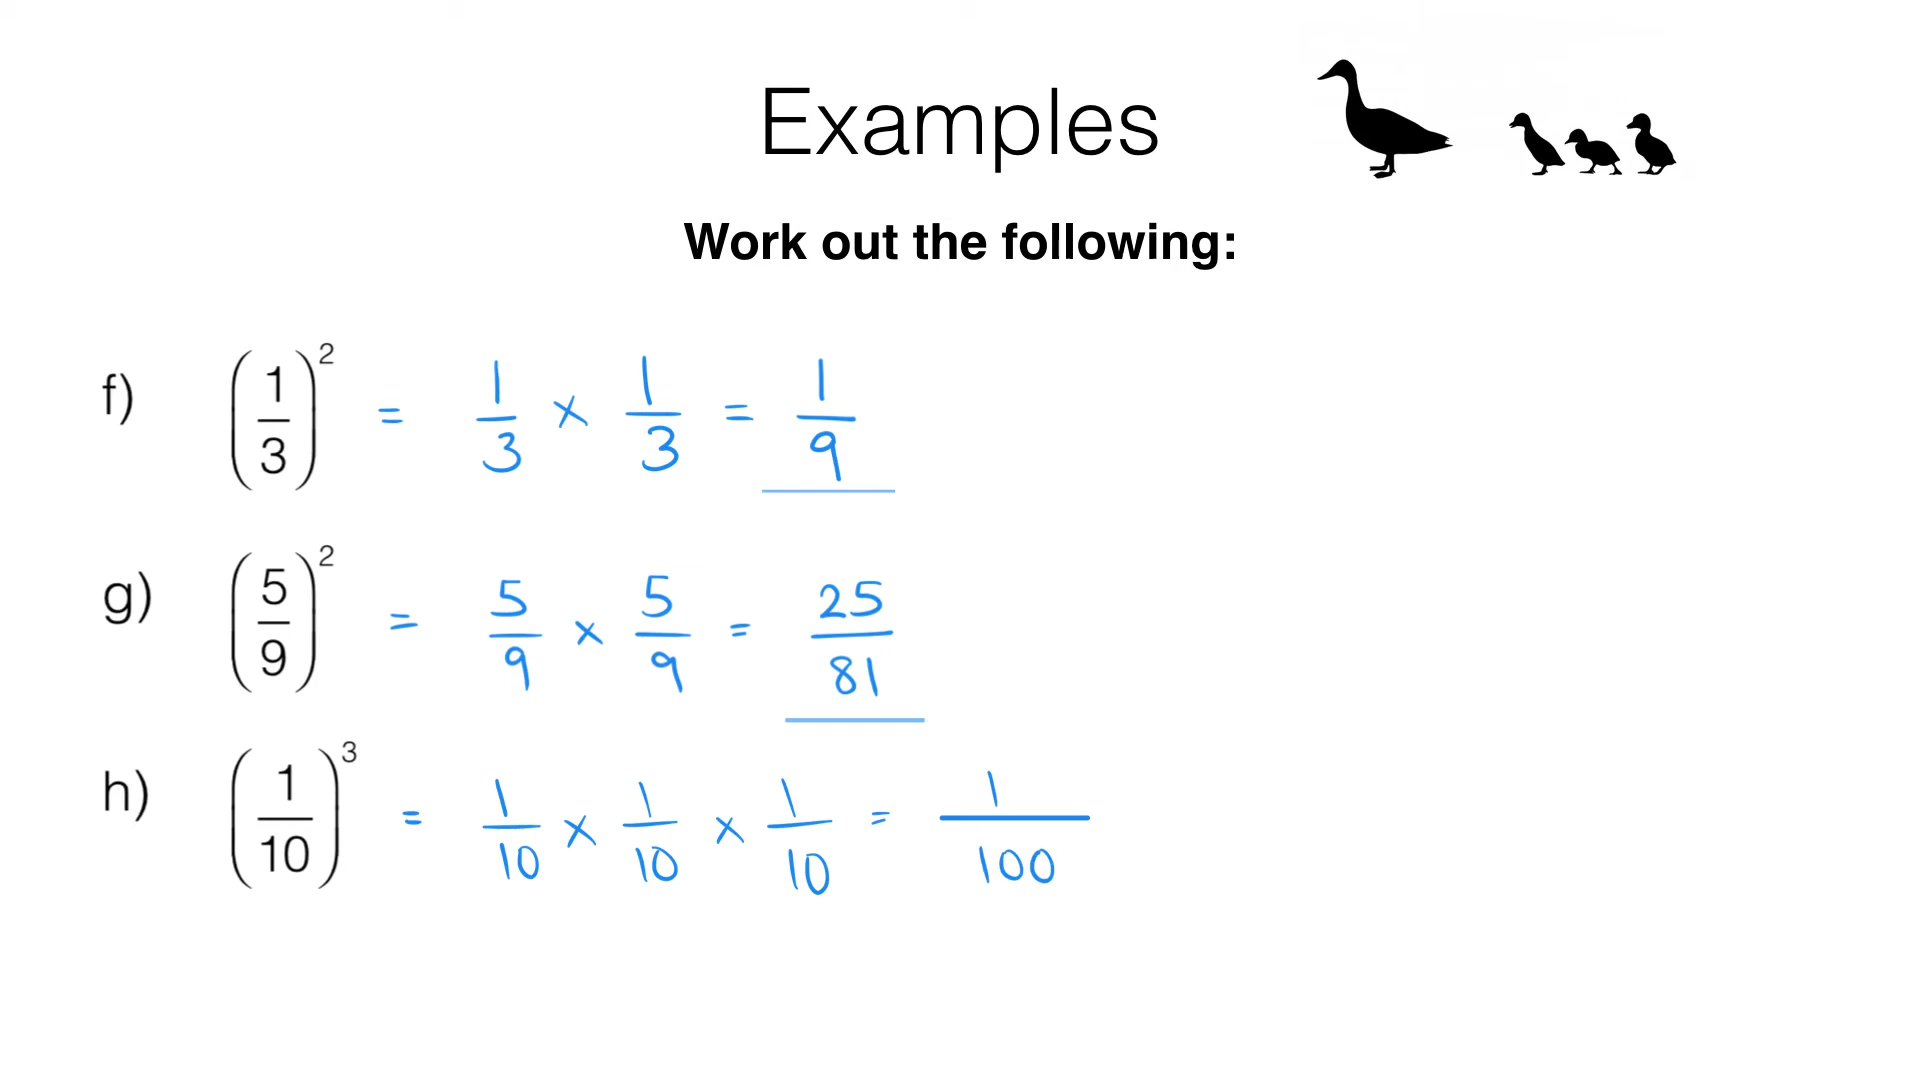 Examples
Work out the following:
f) (1/3)² = 1/3 × 1/3 = 1/9
g) (5/9)² = 5/9 × 5/9 = 25/81
h) (1/10)³ = 1/10 × 1/10 × 1/10 = 1/100